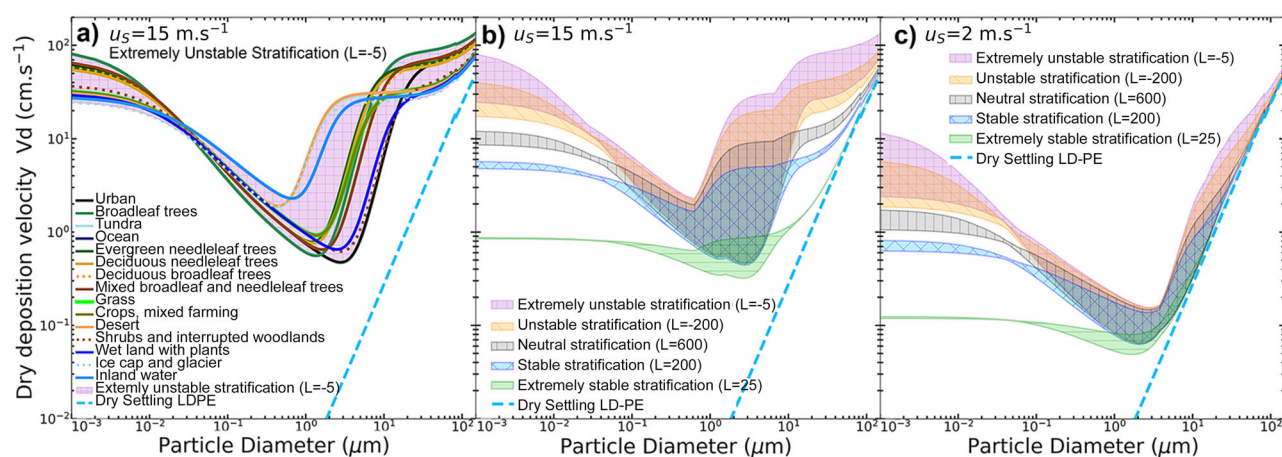 a) uS=15 m.s⁻¹
Extremely Unstable Stratification (L=-5)
Dry deposition velocity Vd (cm.s⁻¹)
10²
10¹
10⁰
10⁻¹
10⁻²
Urban
Broadleaf trees
Tundra
Ocean
Evergreen needleleaf trees
Deciduous needleleaf trees
Deciduous broadleaf trees
Mixed broadleaf and needleleaf trees
Grass
Crops, mixed farming
Desert
Shrubs and interrupted woodlands
Wet land with plants
Ice cap and glacier
Inland water
Extemly unstable stratification (L=-5)
Dry Settling LDPE
10⁻³ 10⁻² 10⁻¹ 10⁰ 10¹ 10²
Particle Diameter (μm)
b) uS=15 m.s⁻¹
Extremely unstable stratification (L=-5)
Unstable stratification (L=-200)
Neutral stratification (L=600)
Stable stratification (L=200)
Extremely stable stratification (L=25)
Dry Settling LD-PE
10⁻³ 10⁻² 10⁻¹ 10⁰ 10¹ 10²
Particle Diameter (μm)
c) uS=2 m.s⁻¹
Extremely unstable stratification (L=-5)
Unstable stratification (L=-200)
Neutral stratification (L=600)
Stable stratification (L=200)
Extremely stable stratification (L=25)
Dry Settling LD-PE
10⁻³ 10⁻² 10⁻¹ 10⁰ 10¹ 10²
Particle Diameter (μm)